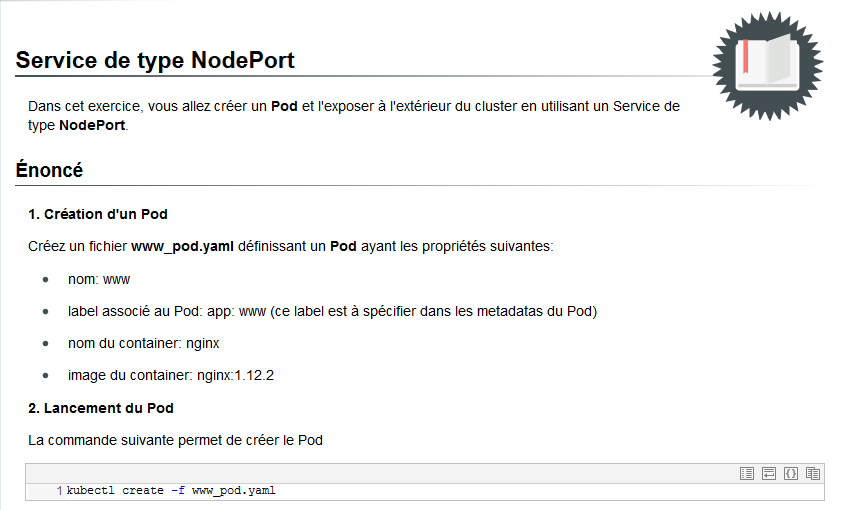 Service de type NodePort
Dans cet exercice, vous allez créer un Pod et l'exposer à l'extérieur du cluster en utilisant un Service de
type NodePort.
Énoncé
1. Création d'un Pod
Créez un fichier www_pod.yaml définissant un Pod ayant les propriétés suivantes:
nom: www
label associé au Pod: app: www (ce label est à spécifier dans les metadatas du Pod)
nom du container: nginx
image du container: nginx:1.12.2
2. Lancement du Pod
La commande suivante permet de créer le Pod
1 kubectl create -f www_pod.yaml